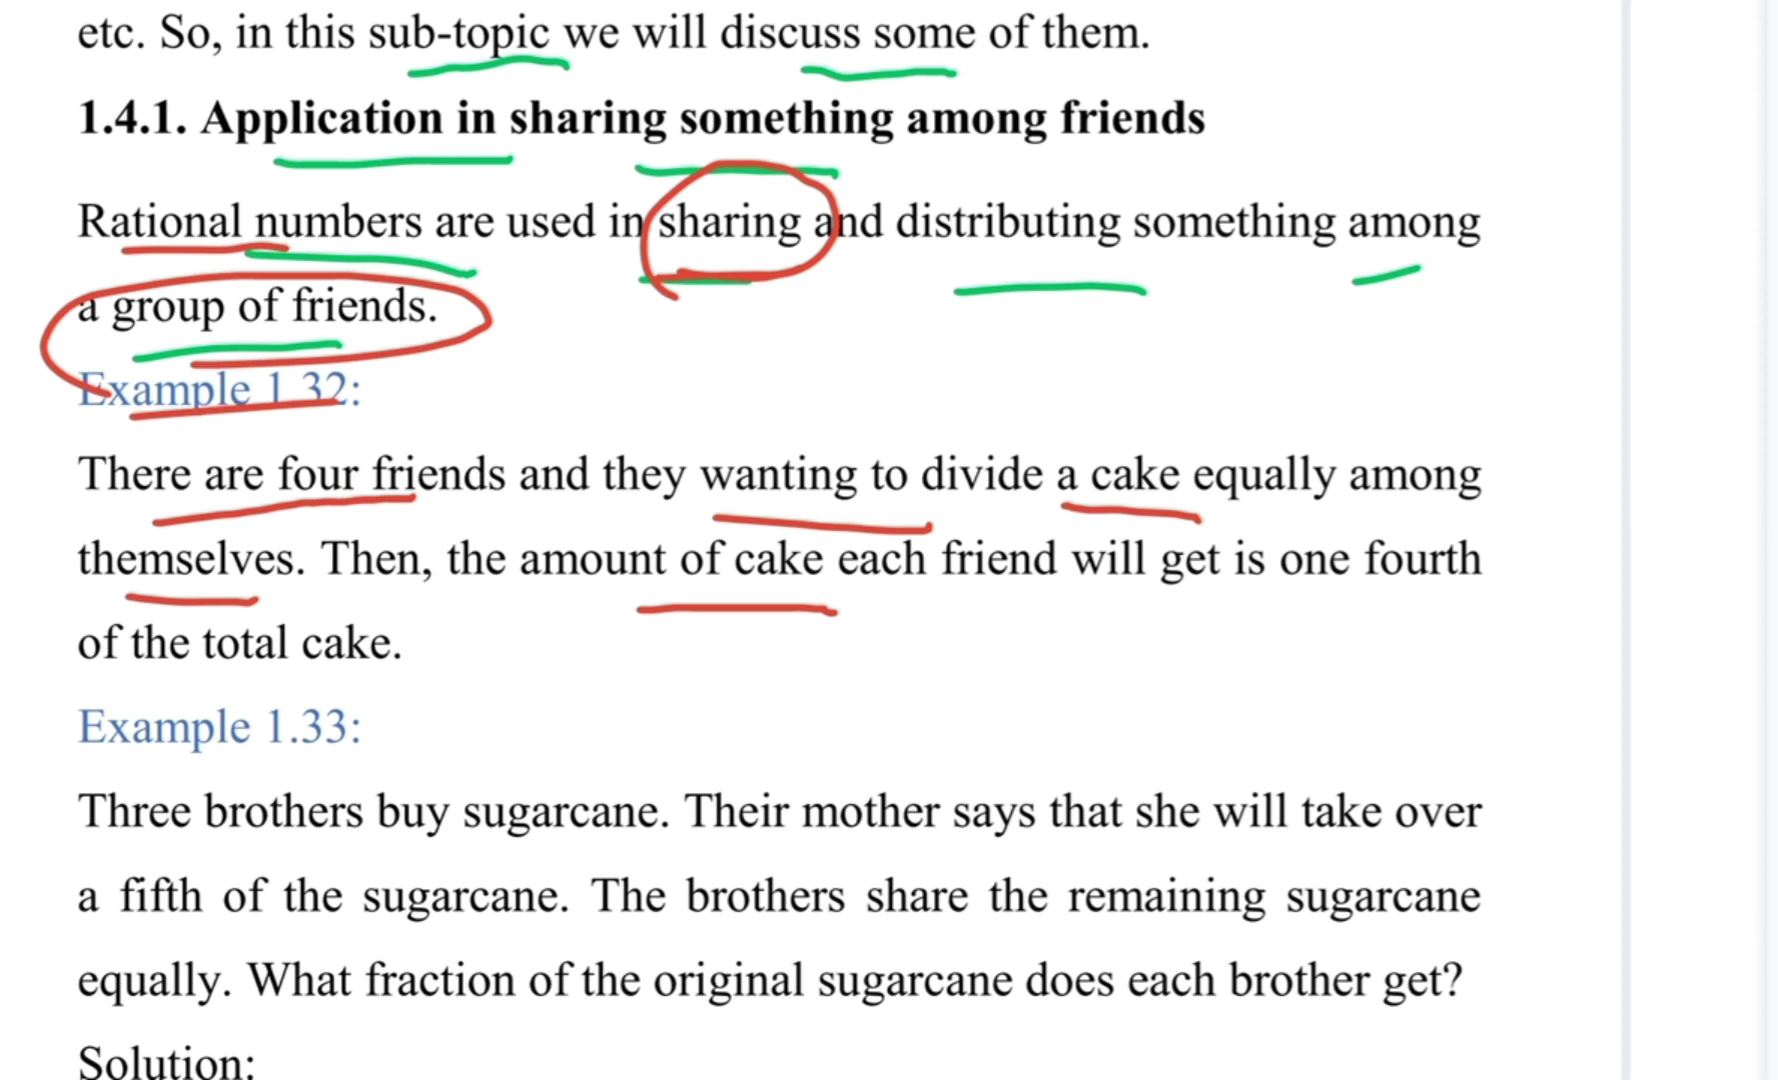 etc. So, in this sub-topic we will discuss some of them.
1.4.1. Application in sharing something among friends
Rational numbers are used in sharing and distributing something among
a group of friends.
Example 1.32:
There are four friends and they wanting to divide a cake equally among
themselves. Then, the amount of cake each friend will get is one fourth
of the total cake.
Example 1.33:
Three brothers buy sugarcane. Their mother says that she will take over
a fifth of the sugarcane. The brothers share the remaining sugarcane
equally. What fraction of the original sugarcane does each brother get?
Solution: